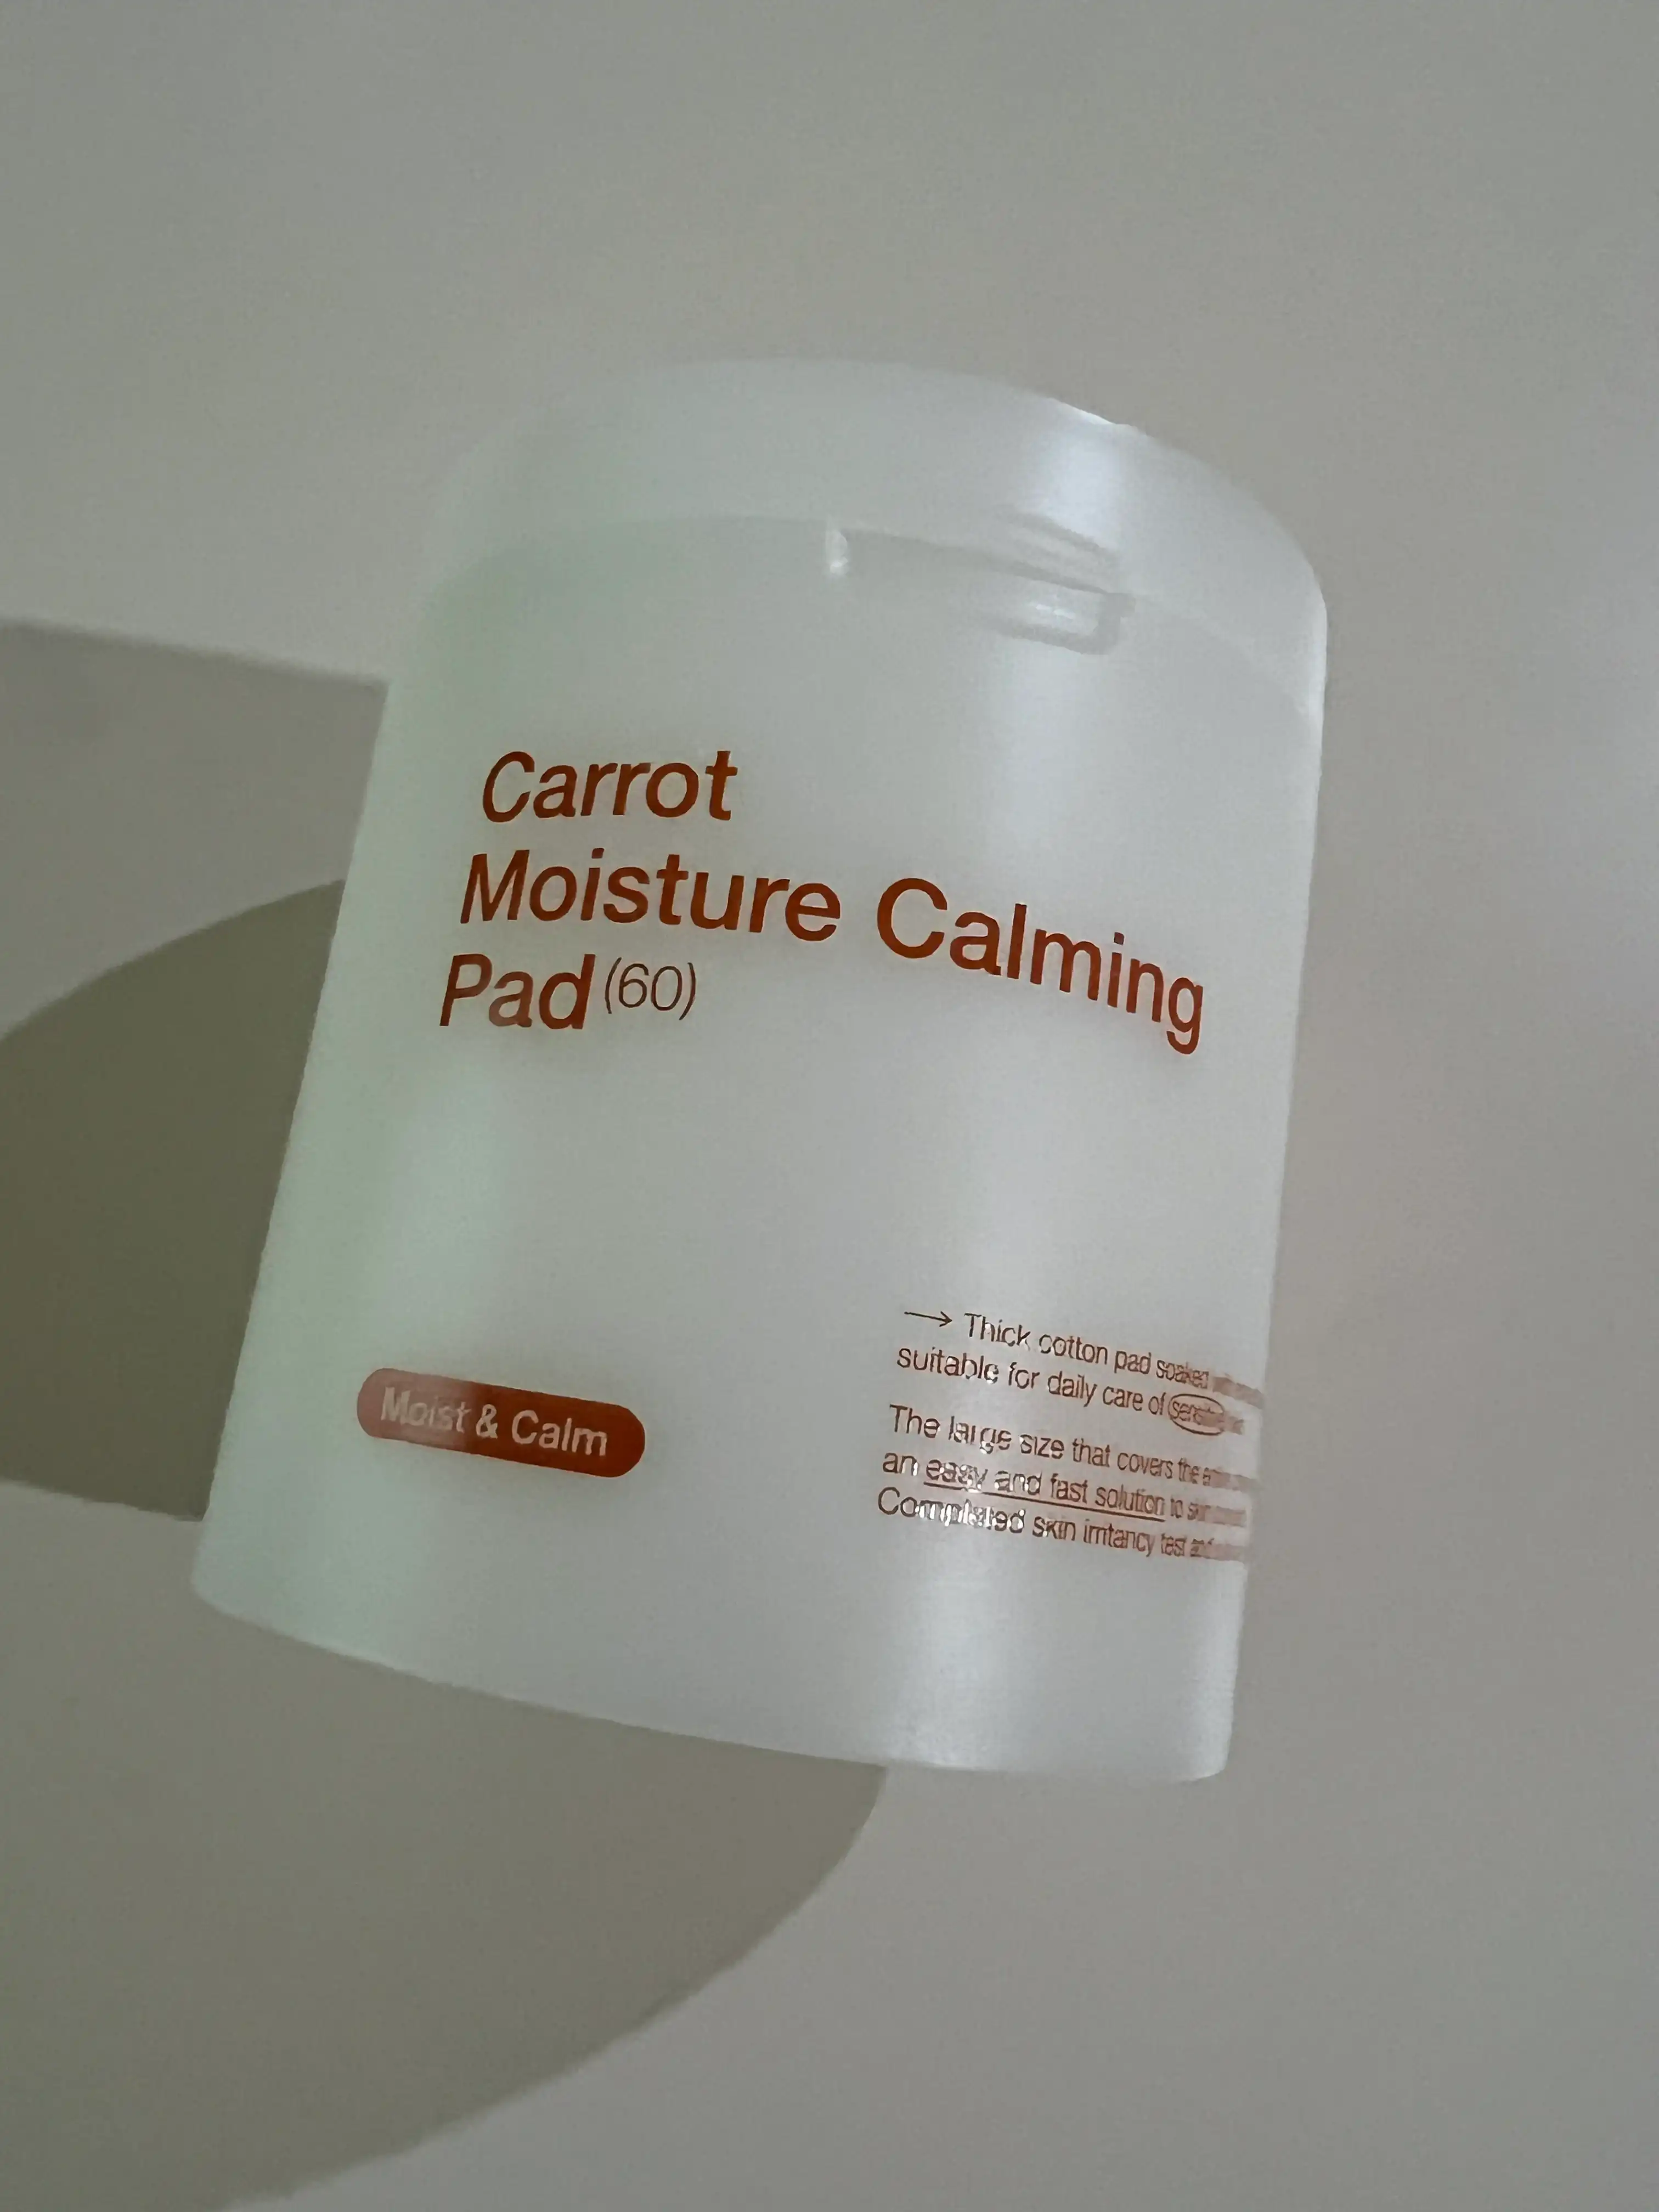 Carrot
Moisture Calming
Pad (60)
Moist & Calm
→ Thick cotton pad soaked
suitable for daily care of
The large size that covers the
an easy and fast solution to
Completed skin irritancy test